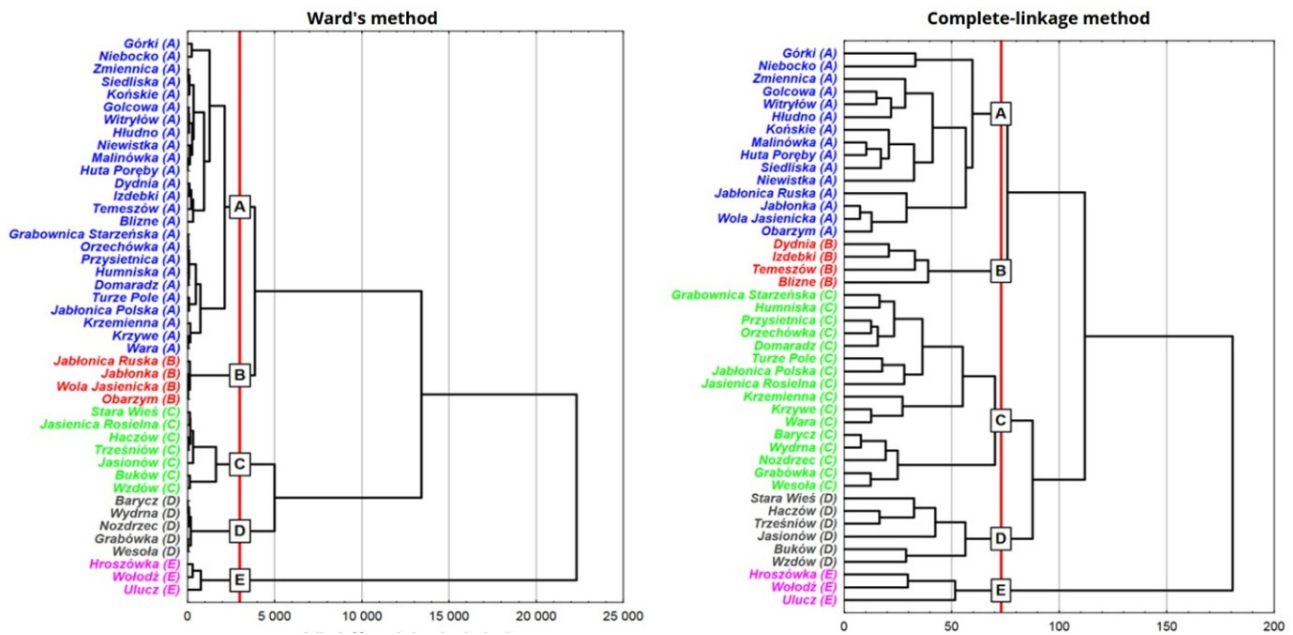 Ward's method
Górki (A)
Niebocko (A)
Zmiennica (A)
Siedliska (A)
Końskie (A)
Golcowa (A)
Witryłów (A)
Hłudno (A)
Niewistka (A)
Malinówka (A)
Huta Poręby (A)
Dydnia (A)
Izdebki (A)
Temeszów (A)
Blizne (A)
Grabownica Starzeńska (A)
Orzechówka (A)
Przysietnica (A)
Humniska (A)
Domaradz (A)
Turze Pole (A)
Jabłonica Polska (A)
Krzemienna (A)
Krzywe (A)
Wara (A)
Jabłonica Ruska (B)
Jabłonka (B)
Wola Jasienicka (B)
Obarzym (B)
Stara Wieś (C)
Jasienica Rosielna (C)
Haczów (C)
Trześniów (C)
Jasionów (C)
Buków (C)
Wzdów (C)
Barycz (D)
Wydrna (D)
Nozdrzec (D)
Grabówka (D)
Wesoła (D)
Hroszówka (E)
Wołodź (E)
Ulucz (E)
A
B
C
D
E
0 5 000 10 000 15 000 20 000 25 000
Complete-linkage method
Górki (A)
Niebocko (A)
Zmiennica (A)
Golcowa (A)
Witryłów (A)
Hłudno (A)
Końskie (A)
Malinówka (A)
Huta Poręby (A)
Siedliska (A)
Niewistka (A)
Jabłonica Ruska (A)
Jabłonka (A)
Wola Jasienicka (A)
Obarzym (A)
Dydnia (B)
Izdebki (B)
Temeszów (B)
Blizne (B)
Grabownica Starzeńska (C)
Humniska (C)
Przysietnica (C)
Orzechówka (C)
Domaradz (C)
Turze Pole (C)
Jabłonica Polska (C)
Jasienica Rosielna (C)
Krzemienna (C)
Krzywe (C)
Wara (C)
Barycz (C)
Wydrna (C)
Nozdrzec (C)
Grabówka (C)
Wesoła (C)
Stara Wieś (D)
Haczów (D)
Trześniów (D)
Jasionów (D)
Buków (D)
Wzdów (D)
Hroszówka (E)
Wołodź (E)
Ulucz (E)
A
B
C
D
E
0 50 100 150 200